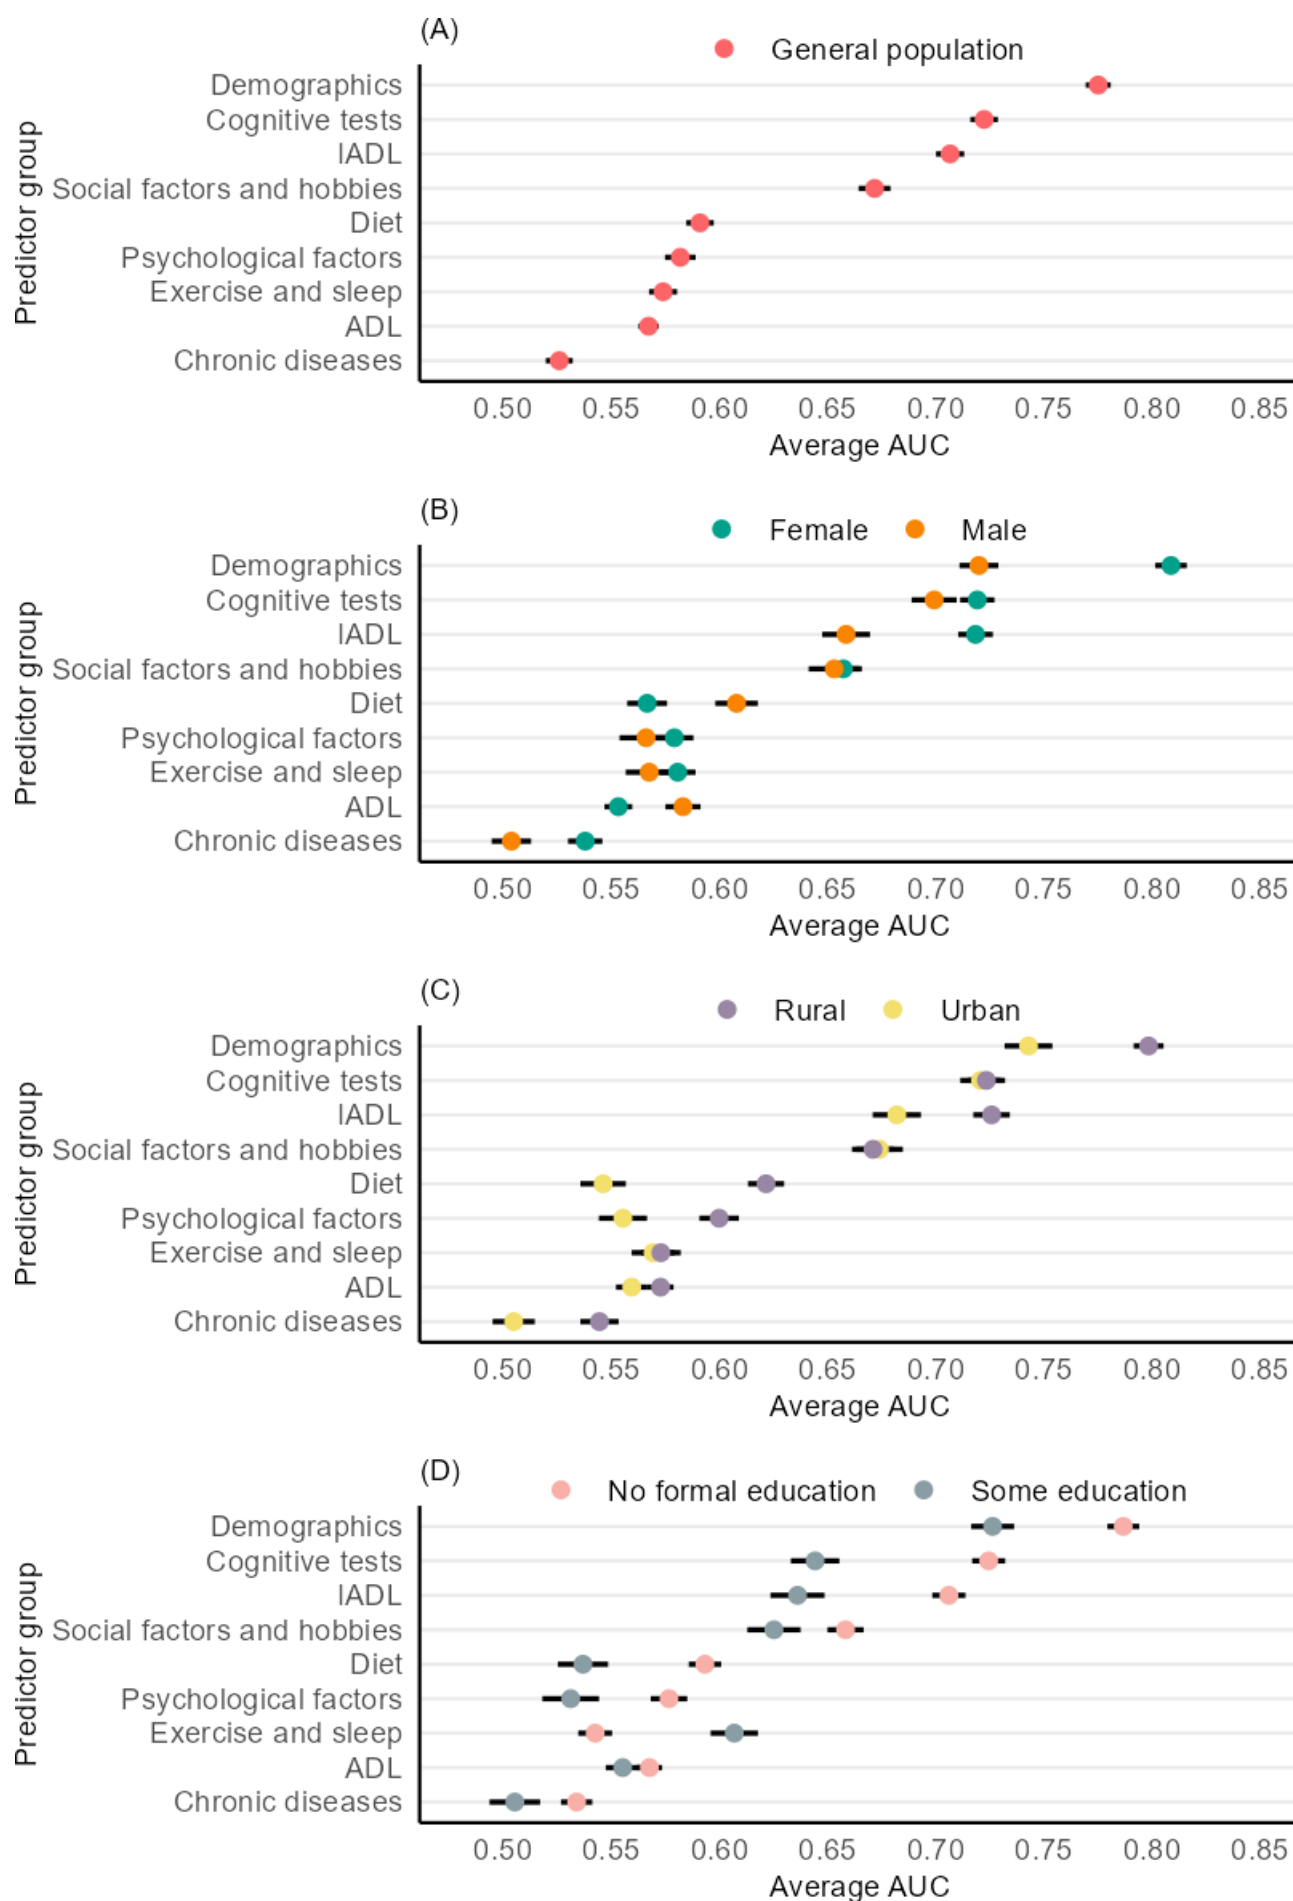 (A)
General population
Predictor group
Demographics
Cognitive tests
IADL
Social factors and hobbies
Diet
Psychological factors
Exercise and sleep
ADL
Chronic diseases
0.50 0.55 0.60 0.65 0.70 0.75 0.80 0.85
Average AUC
(B)
Female Male
Predictor group
Demographics
Cognitive tests
IADL
Social factors and hobbies
Diet
Psychological factors
Exercise and sleep
ADL
Chronic diseases
0.50 0.55 0.60 0.65 0.70 0.75 0.80 0.85
Average AUC
(C)
Rural Urban
Predictor group
Demographics
Cognitive tests
IADL
Social factors and hobbies
Diet
Psychological factors
Exercise and sleep
ADL
Chronic diseases
0.50 0.55 0.60 0.65 0.70 0.75 0.80 0.85
Average AUC
(D)
No formal education Some education
Predictor group
Demographics
Cognitive tests
IADL
Social factors and hobbies
Diet
Psychological factors
Exercise and sleep
ADL
Chronic diseases
0.50 0.55 0.60 0.65 0.70 0.75 0.80 0.85
Average AUC